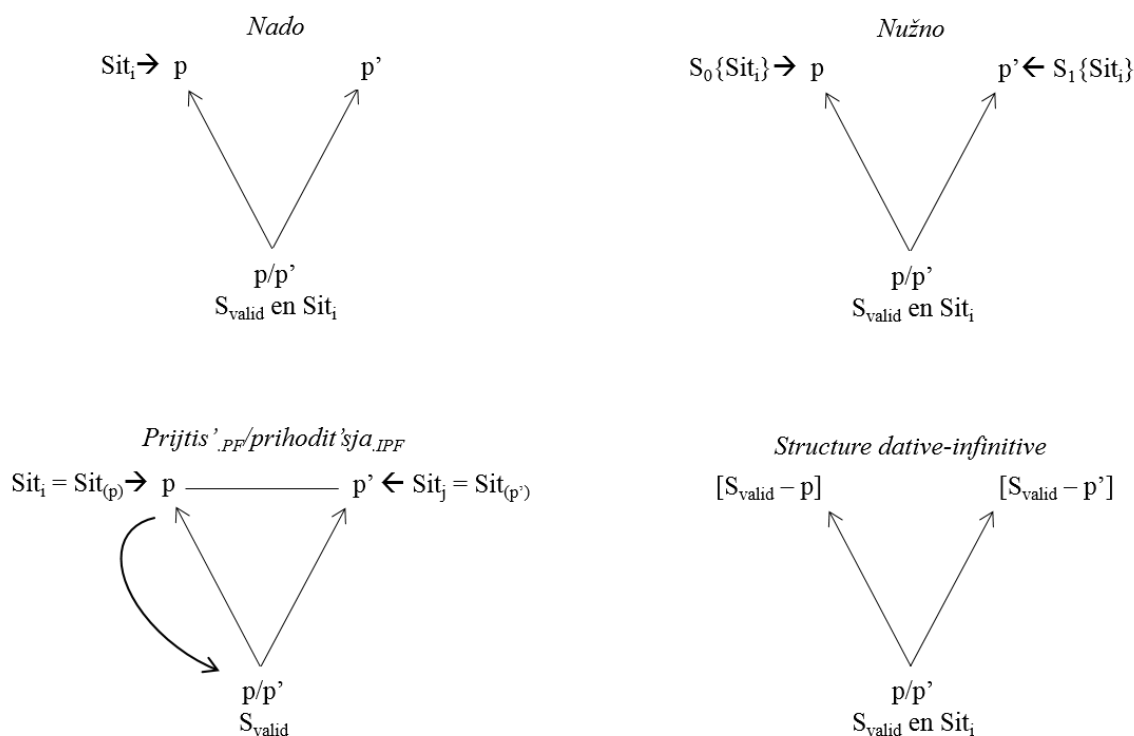 Nado
Sitᵢ→ p p’
p/p’
S_valid en Sitᵢ
Nužno
S₀{Sitᵢ}→ p p’← S₁{Sitᵢ}
p/p’
S_valid en Sitᵢ
Prijtis’.PF/prihodit’sja.IPF
Sitᵢ = Sit₍ₚ₎→ p p’ ← Sitⱼ = Sit₍ₚ’₎
p/p’
S_valid
Structure dative-infinitive
[S_valid – p] [S_valid – p’]
p/p’
S_valid en Sitᵢ